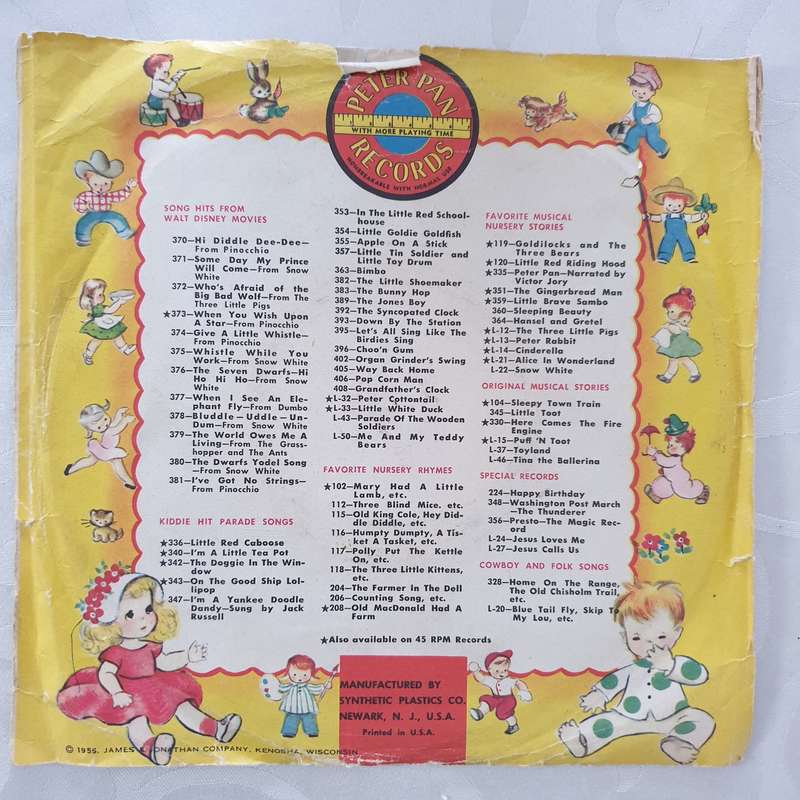 PETER PAN
WITH MORE PLAYING TIME
RECORDS
NONBREAKABLE WITH NORMAL USE
SONG HITS FROM
WALT DISNEY MOVIES
370—Hi Diddle Dee-Dee—
From Pinocchio
371—Some Day My Prince
Will Come—From Snow
White
372—Who's Afraid of the
Big Bad Wolf—From The
Three Little Pigs
★373—When You Wish Upon
A Star—From Pinocchio
374—Give A Little Whistle—
From Pinocchio
375—Whistle While You
Work—From Snow White
376—The Seven Dwarfs—Hi
Ho Hi Ho—From Snow
White
377—When I See An Ele-
phant Fly—From Dumbo
378—Bluddle-Uddle-Um-
Dum—From Snow White
379—The World Owes Me A
Living—From The Grass-
hopper and The Ants
380—The Dwarfs Yodel Song
—From Snow White
381—I've Got No Strings—
From Pinocchio
KIDDIE HIT PARADE SONGS
★336—Little Red Caboose
★340—I'm A Little Tea Pot
★342—The Doggie In The Win-
dow
★343—On The Good Ship Lol-
lipop
347—I'm A Yankee Doodle
Dandy—Sung by Jack
Russell
353—In The Little Red School-
house
354—Little Goldie Goldfish
355—Apple On A Stick
357—Little Tin Soldier and
Little Toy Drum
363—Bimbo
382—The Little Shoemaker
383—The Bunny Hop
389—The Jones Boy
392—The Syncopated Clock
393—Down By The Station
395—Let's All Sing Like The
Birdies Sing
396—Choo'n Gum
402—Organ Grinder's Swing
405—Way Back Home
406—Pop Corn Man
408—Grandfather's Clock
★L-32—Peter Cottontail
★L-33—Little White Duck
L-43—Parade Of The Wooden
Soldiers
L-50—Me And My Teddy
Bears
FAVORITE NURSERY RHYMES
★102—Mary Had A Little
Lamb, etc.
112—Three Blind Mice. etc.
115—Old King Cole, Hey Did-
dle Diddle, etc.
116—Humpty Dumpty, A Tis-
ket A Tasket, etc.
117—Polly Put The Kettle
On, etc.
118—The Three Little Kittens,
etc.
204—The Farmer In The Dell
206—Counting Song, etc.
★208—Old MacDonald Had A
Farm
FAVORITE MUSICAL
NURSERY STORIES
★119—Goldilocks and The
Three Bears
★120—Little Red Riding Hood
★335—Peter Pan—Narrated by
Victor Jory
★351—The Gingerbread Man
★359—Little Brave Sambo
360—Sleeping Beauty
364—Hansel and Gretel
★L-12—The Three Little Pigs
★L-13—Peter Rabbit
★L-14—Cinderella
★L-21—Alice In Wonderland
L-22—Snow White
ORIGINAL MUSICAL STORIES
★104—Sleepy Town Train
345—Little Toot
★330—Here Comes The Fire
Engine
★L-15—Puff 'N Toot
L-37—Toyland
L-46—Tina the Ballerina
SPECIAL RECORDS
224—Happy Birthday
348—Washington Post March
—The Thunderer
356—Presto—The Magic Rec-
ord
L-24—Jesus Loves Me
L-27—Jesus Calls Us
COWBOY AND FOLK SONGS
328—Home On The Range,
The Old Chisholm Trail,
etc.
L-20—Blue Tail Fly, Skip To
My Lou, etc.
★Also available on 45 RPM Records
MANUFACTURED BY
SYNTHETIC PLASTICS CO.
NEWARK, N. J., U.S.A.
Printed in U.S.A.
© 1956, JAMES & JONATHAN COMPANY, KENOSHA, WISCONSIN